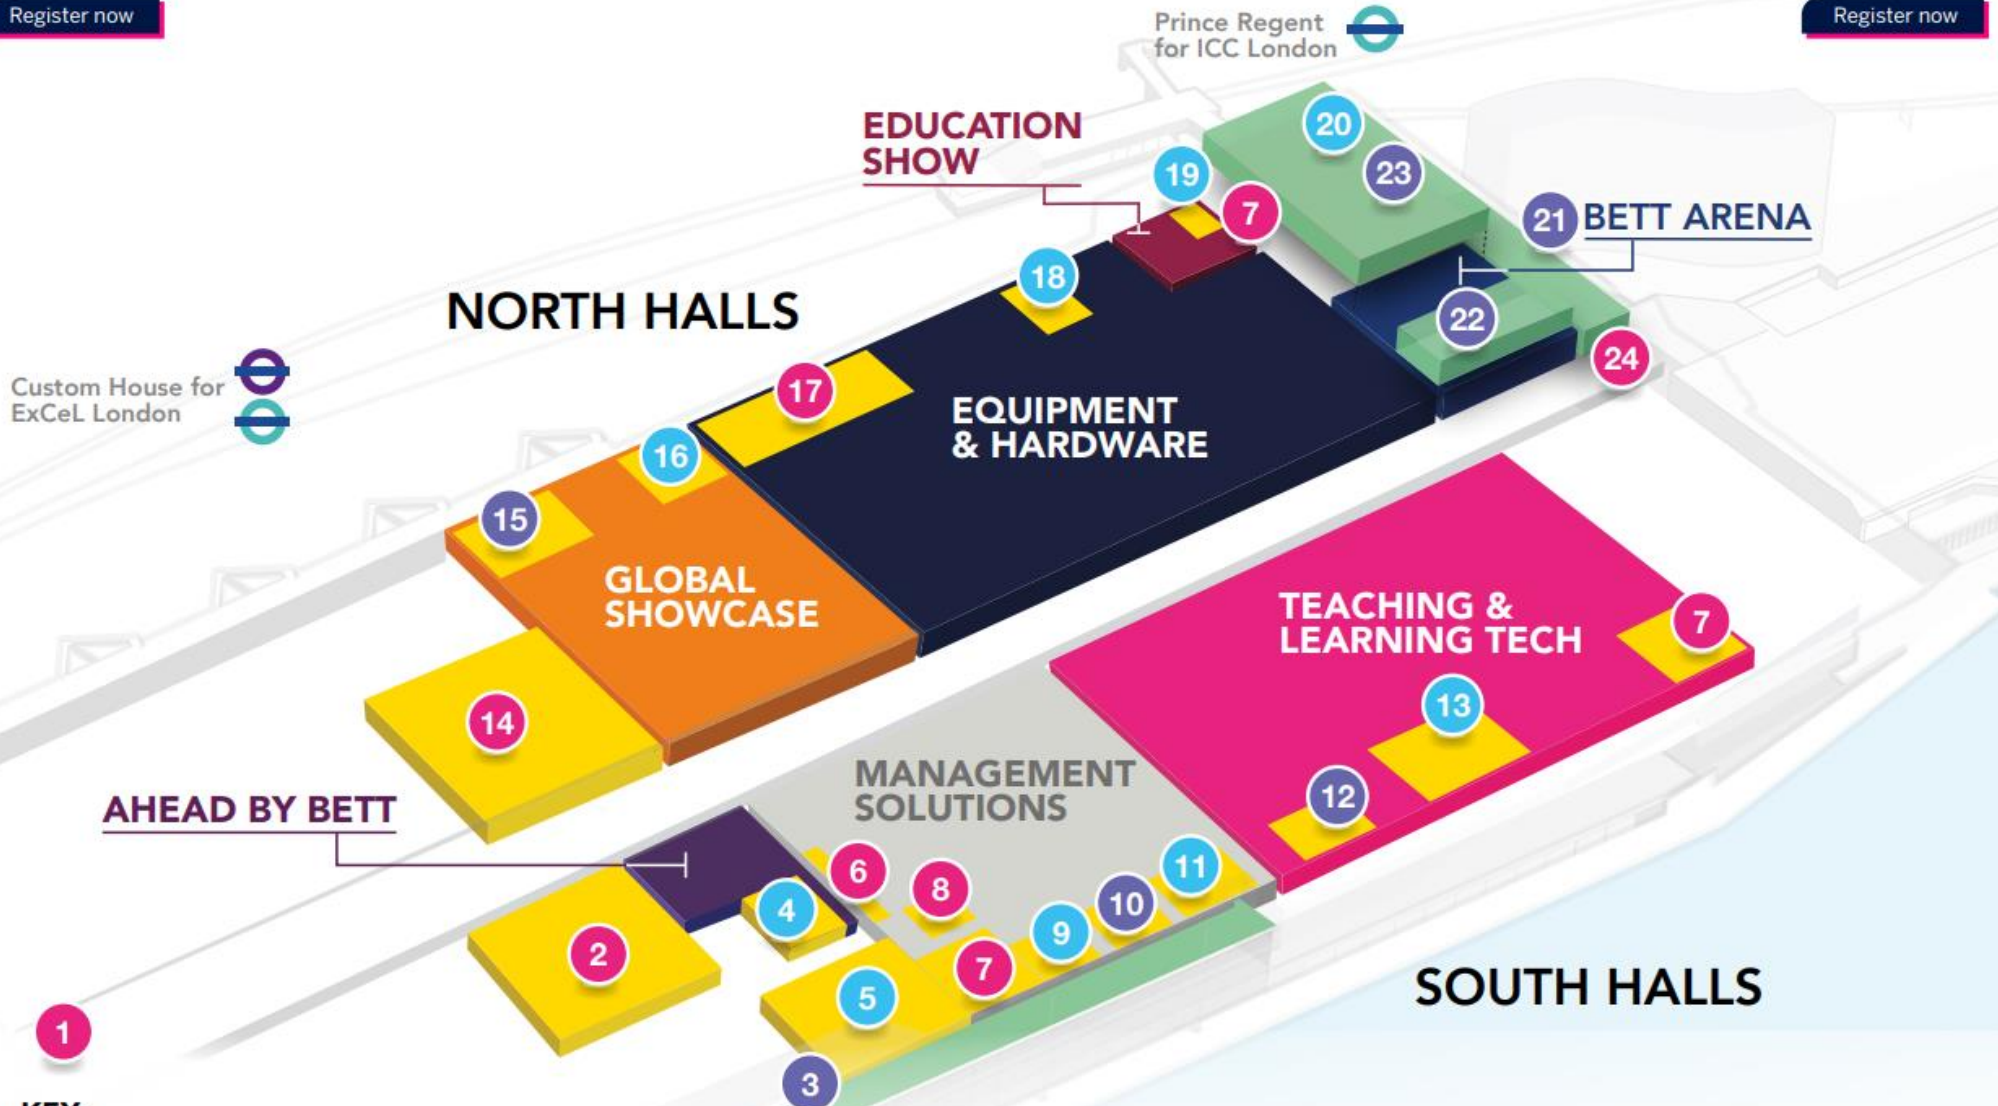 Register now
Register now
Prince Regent
for ICC London
EDUCATION
SHOW
20
23
19
7
21
BETT ARENA
18
22
NORTH HALLS
24
Custom House for
ExCeL London
17
EQUIPMENT
& HARDWARE
16
15
GLOBAL
SHOWCASE
TEACHING &
LEARNING TECH
7
14
13
MANAGEMENT
SOLUTIONS
12
AHEAD BY BETT
6
8
11
10
4
9
2
7
5
SOUTH HALLS
1
3
KEY